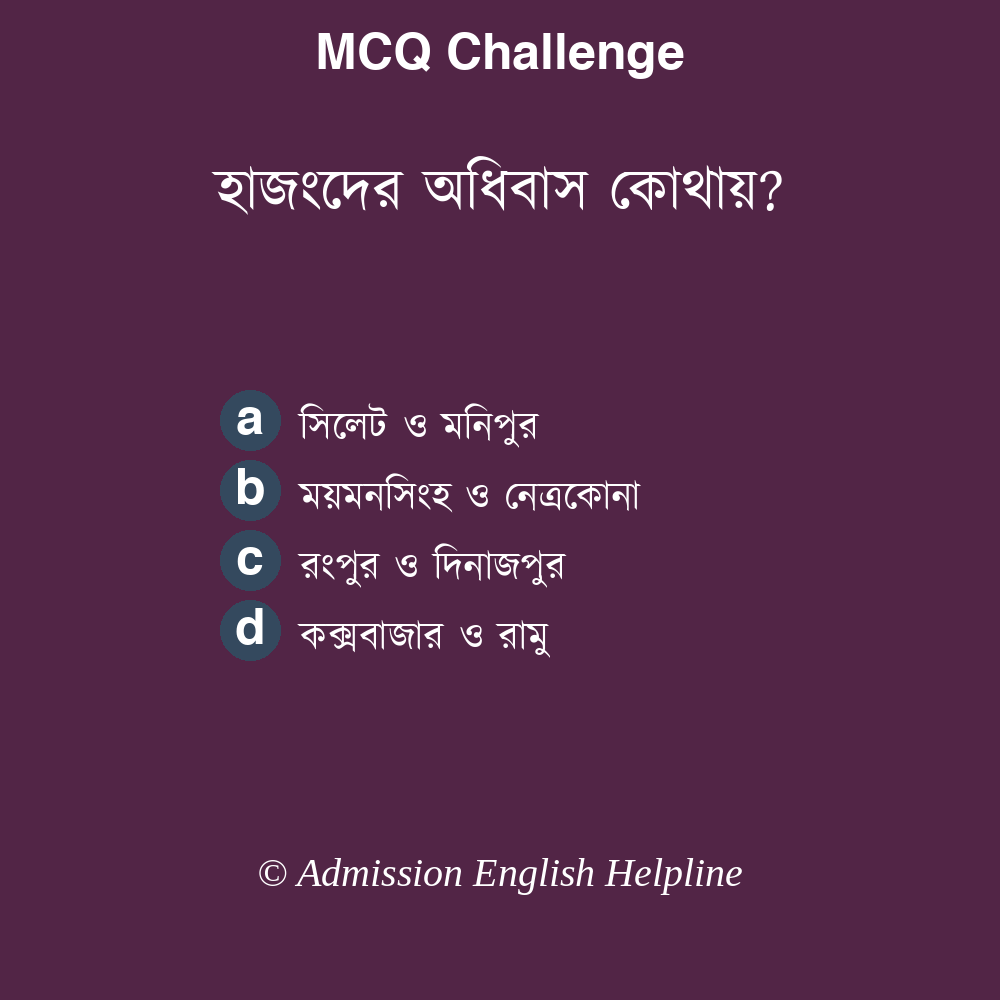 MCQ Challenge
হাজংদের অধিবাস কোথায়?
a সিলেট ও মনিপুর
b ময়মনসিংহ ও নেত্রকোনা
c রংপুর ও দিনাজপুর
d কক্সবাজার ও রামু
© Admission English Helpline